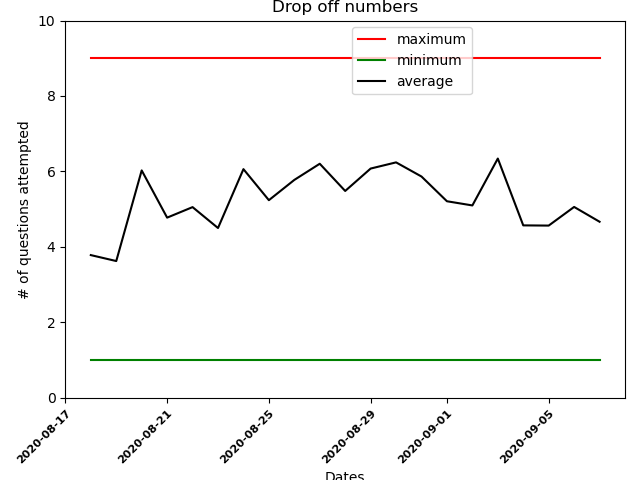 Drop off numbers
maximum
minimum
average
# of questions attempted
10
8
6
4
2
0
2020-08-17
2020-08-21
2020-08-25
2020-08-29
2020-09-01
2020-09-05
Dates